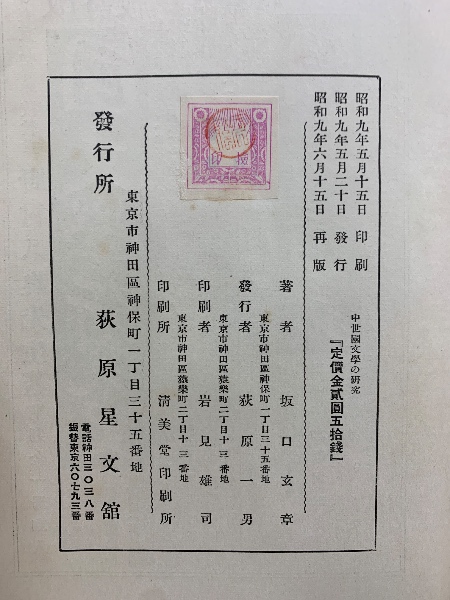 昭和九年五月十五日 印刷
昭和九年五月二十日 發行
昭和九年六月十五日 再版
中世國文學の研究
『定價金貳圓五拾錢』
著者 坂口玄章
東京市神田區神保町一丁目三十五番地
發行者 荻原一男
東京市神田區猿樂町二丁目十三番地
印刷者 岩見雄司
東京市神田區猿樂町二丁目十三番地
印刷所 淸美堂印刷所
東京市神田區神保町一丁目三十五番地
發行所 荻原星文館
電話神田三〇三八番
振替東京六〇七九三番